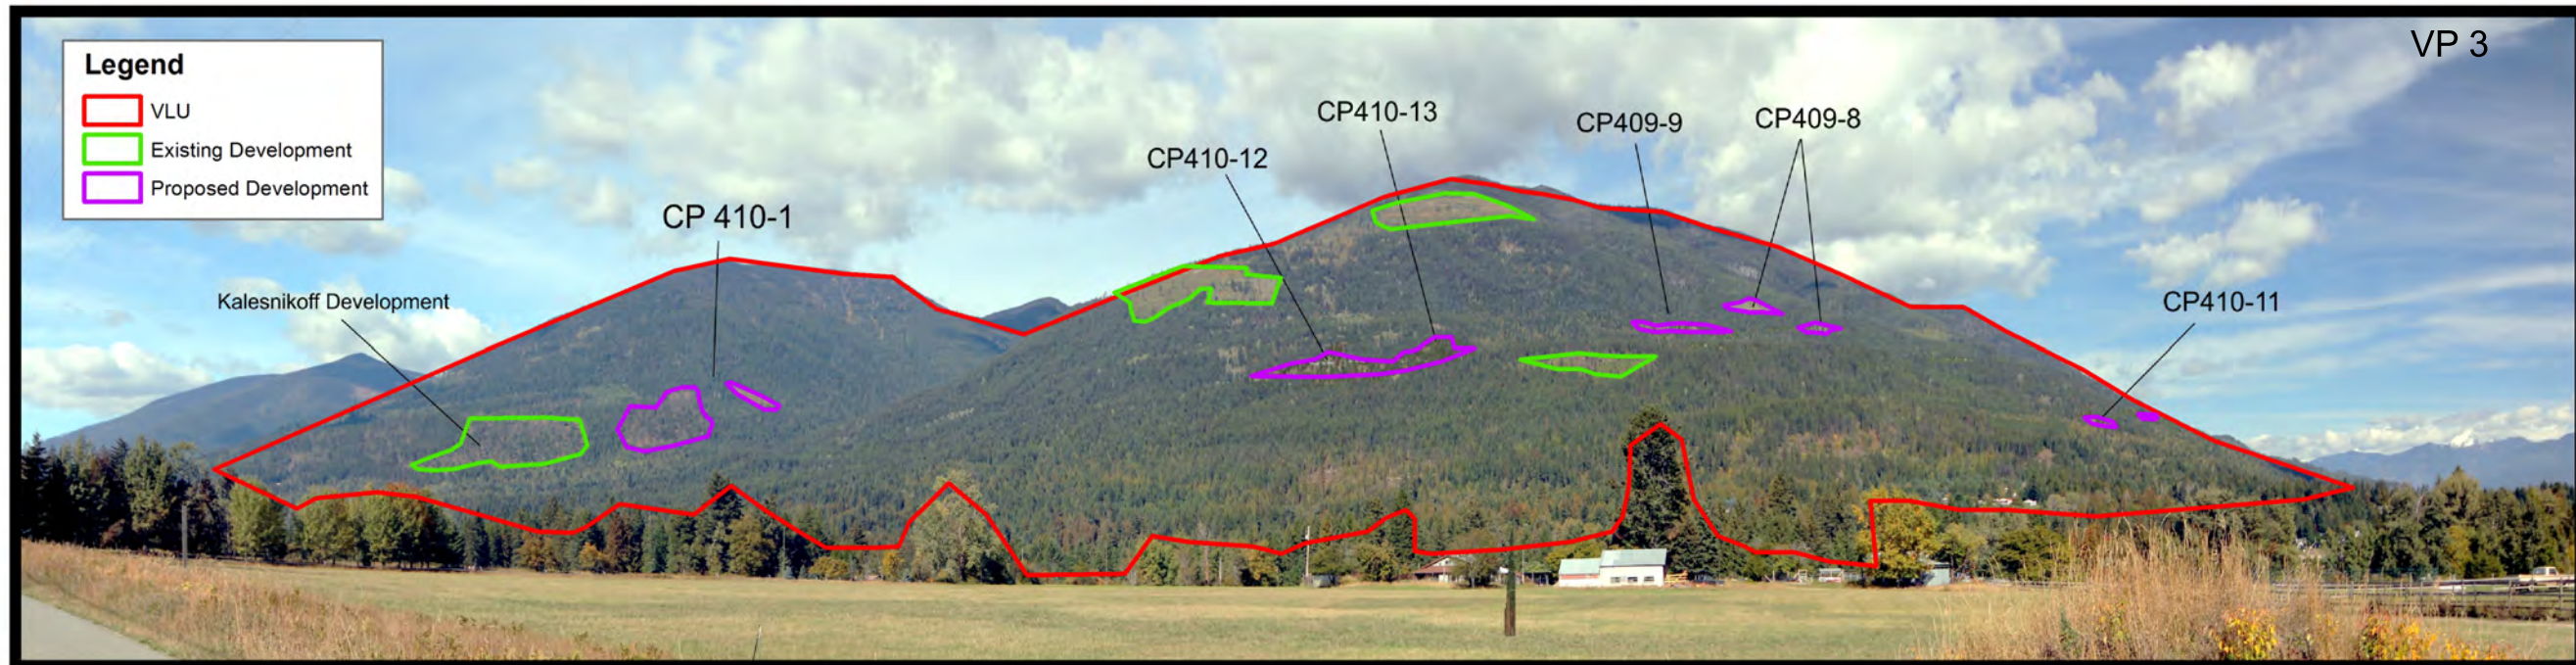 VP 3
Legend
VLU
Existing Development
Proposed Development
CP410-13
CP409-9
CP409-8
CP410-12
CP 410-1
Kalesnikoff Development
CP410-11